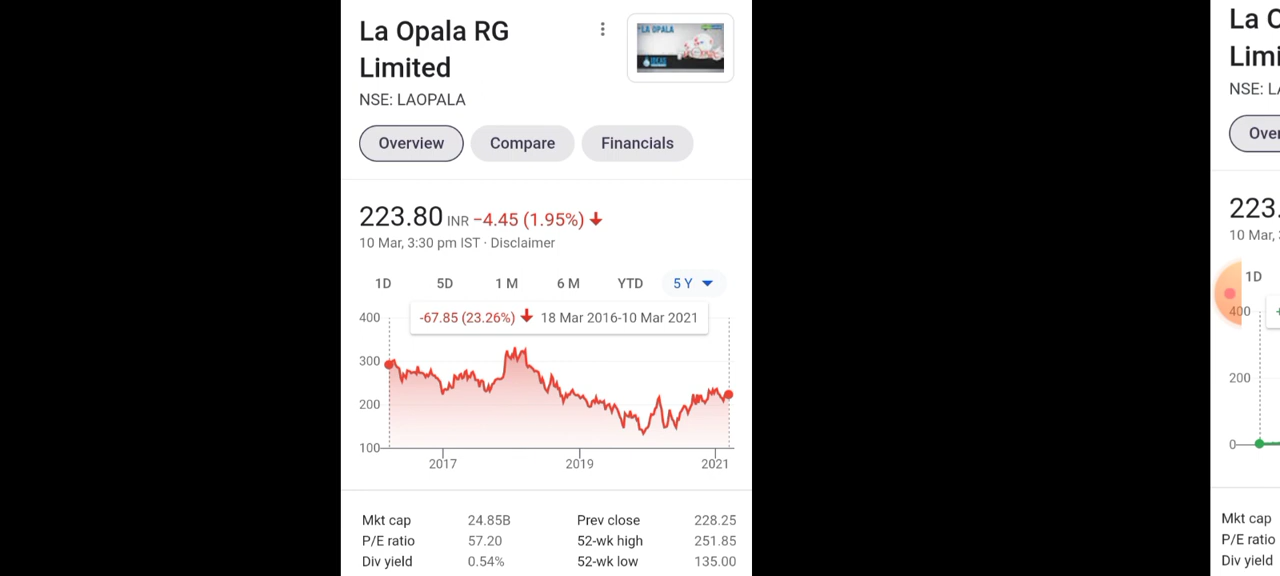 La Opala RG
Limited
NSE: LAOPALA
Overview Compare Financials
223.80 INR −4.45 (1.95%)
10 Mar, 3:30 pm IST · Disclaimer
1D 5D 1 M 6 M YTD 5 Y
-67.85 (23.26%) 18 Mar 2016-10 Mar 2021
400
300
200
100
2017 2019 2021
Mkt cap 24.85B Prev close 228.25
P/E ratio 57.20 52-wk high 251.85
Div yield 0.54% 52-wk low 135.00
LA OPALA
NSE: LA
223.
10 Mar,
1D
400
200
0
Mkt cap
P/E ratio
Div yield